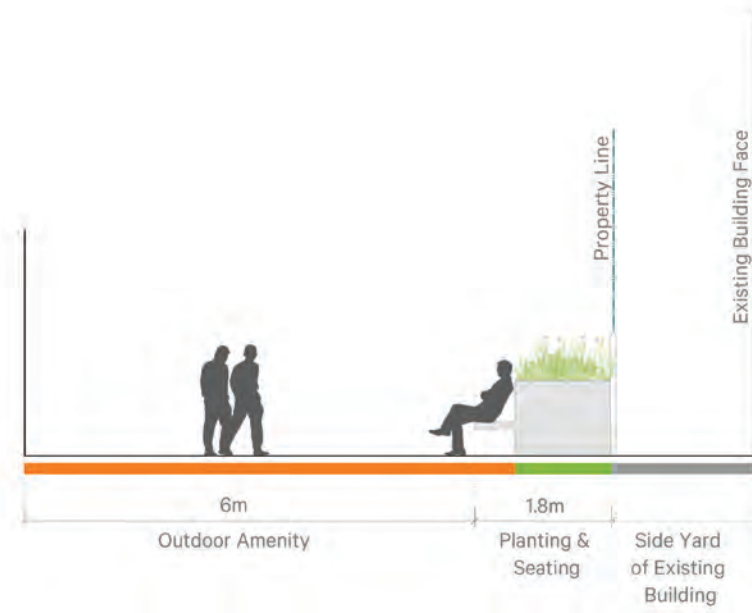 Property Line
Existing Building Face
6m
1.8m
Outdoor Amenity
Planting &
Seating
Side Yard
of Existing
Building